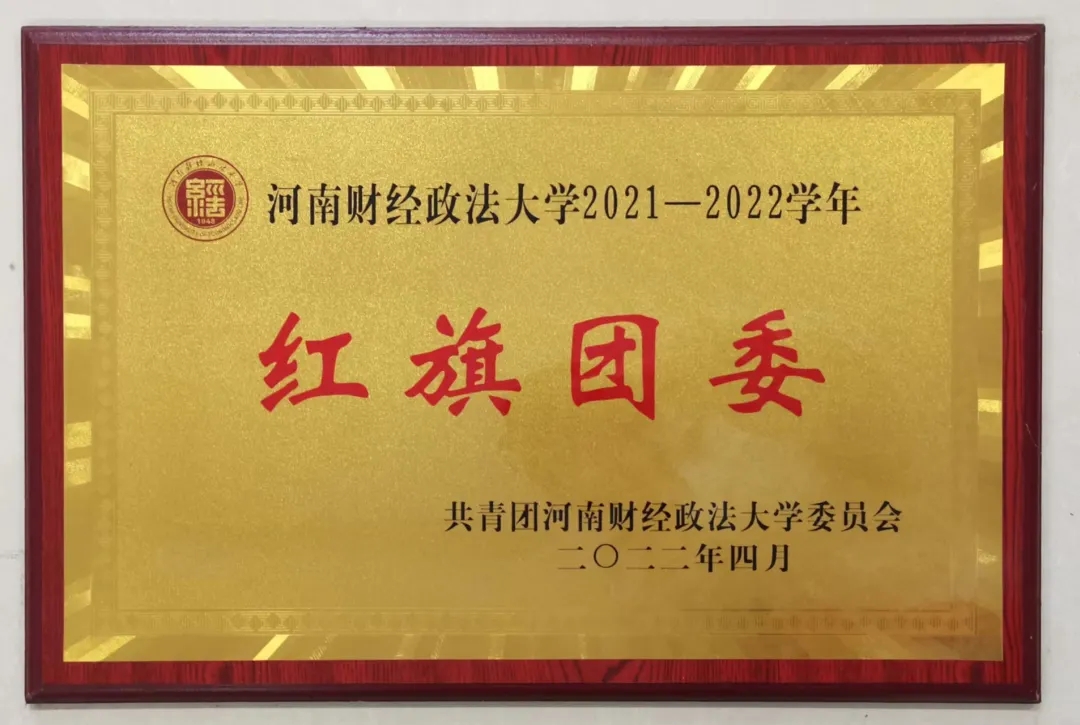 河南财经政法大学2021—2022学年
1948
红旗团委
共青团河南财经政法大学委员会
二〇二二年四月